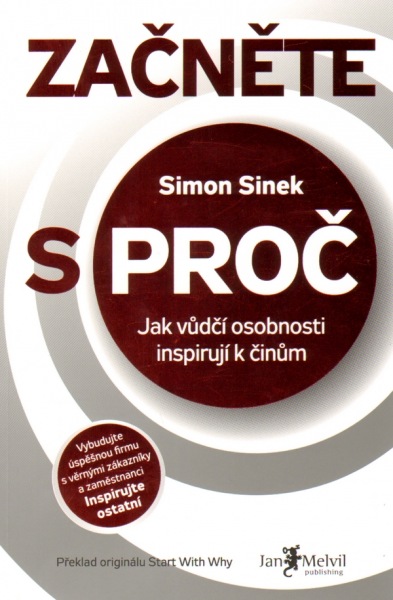 ZAČNĚTE
Simon Sinek
S PROČ
Jak vůdčí osobnosti
inspirují k činům
Vybudujte
úspěšnou firmu
s věrnými zákazníky
a zaměstnanci
Inspirujte
ostatní
Překlad originálu Start With Why
Jan Melvil
publishing